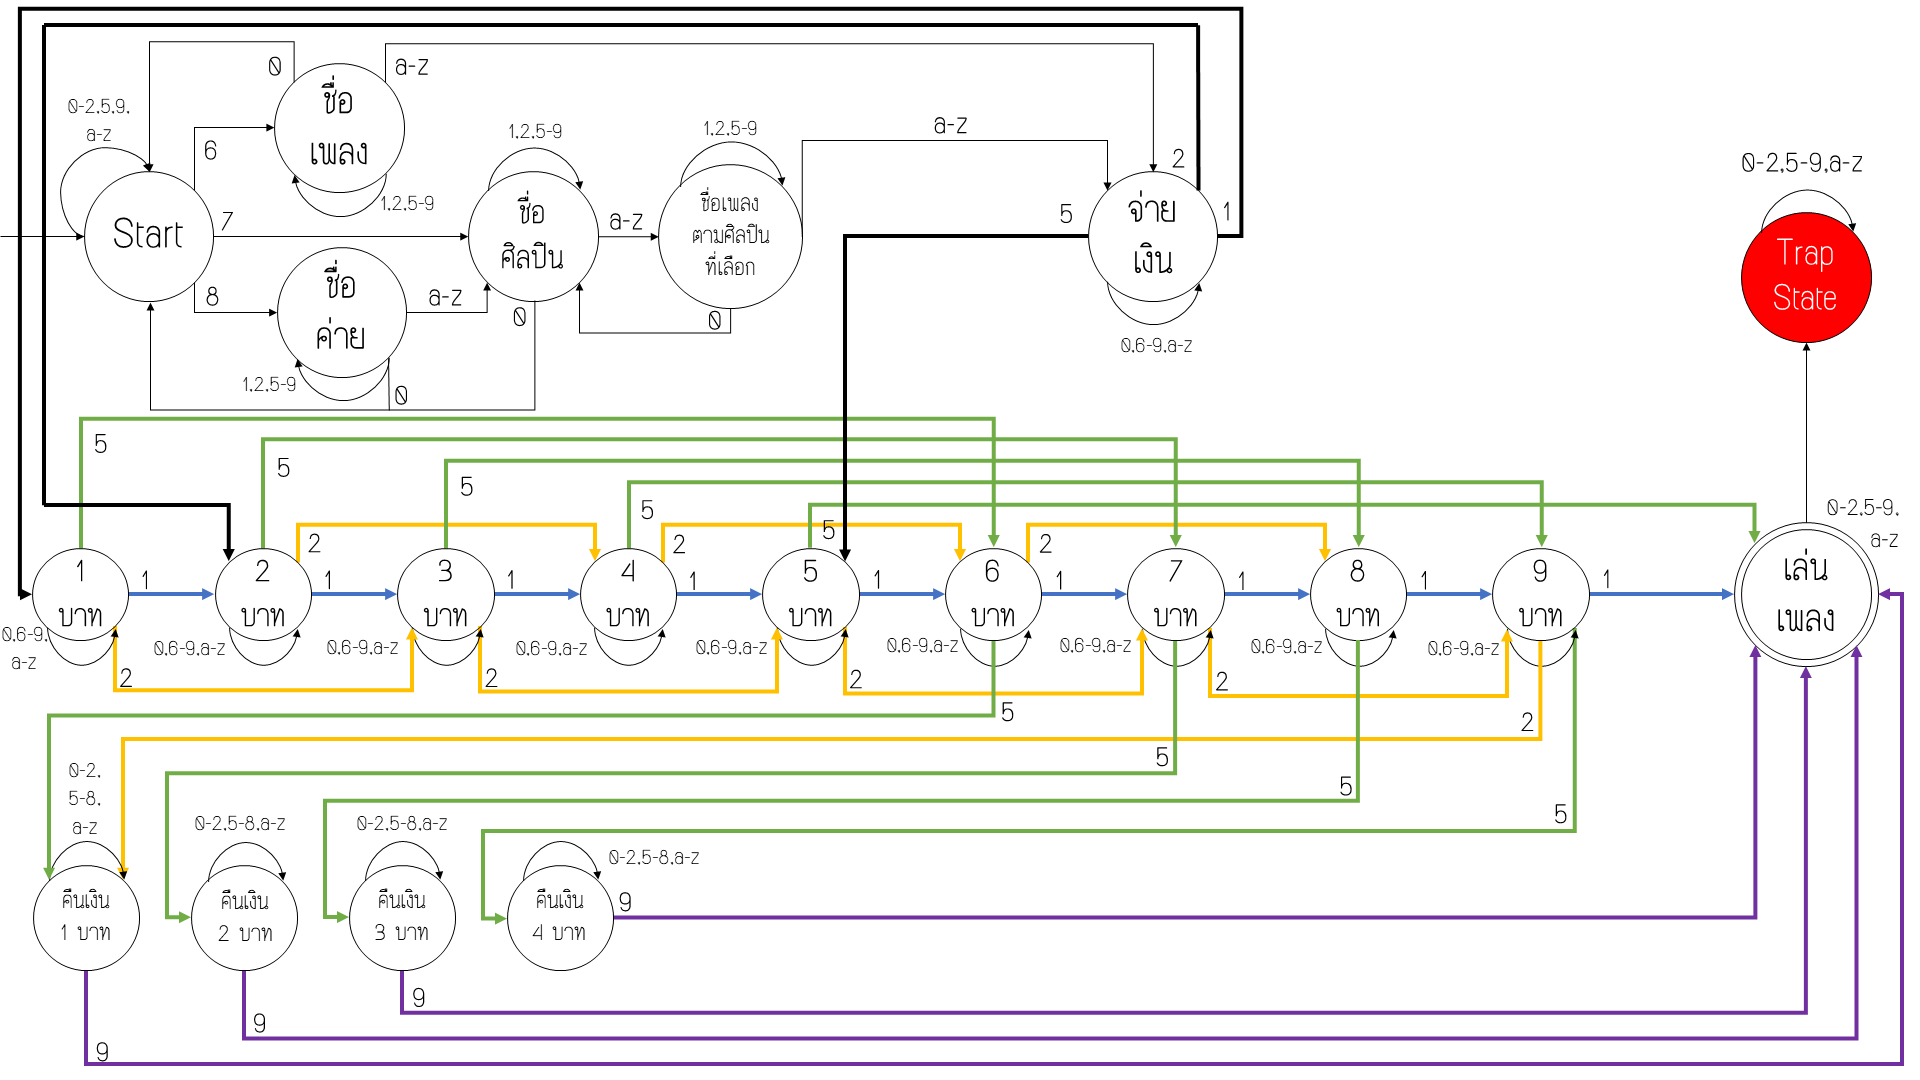 0
a-z
ชื่อ
เพลง
0-2,5,9,
a-z
6
1,2,5-9
1,2,5-9
1,2,5-9
a-z
2
0-2,5-9,a-z
Start
7
ชื่อ
ศิลปิน
a-z
ชื่อเพลง
ตามศิลปิน
ที่เลือก
5
จ่าย
เงิน
1
Trap
State
8
ชื่อ
ค่าย
a-z
0
0
0,6-9,a-z
1,2,5-9
0
5
5
5
5
5
0-2,5-9,
a-z
2
2
2
1
บาท
1
2
บาท
1
3
บาท
1
4
บาท
1
5
บาท
1
6
บาท
1
7
บาท
1
8
บาท
1
9
บาท
1
เล่น
เพลง
0,6-9,
a-z
0,6-9,a-z
0,6-9,a-z
0,6-9,a-z
0,6-9,a-z
0,6-9,a-z
0,6-9,a-z
0,6-9,a-z
0,6-9,a-z
2
2
2
2
5
2
5
5
5
0-2,
5-8,
a-z
0-2,5-8,a-z
0-2,5-8,a-z
0-2,5-8,a-z
คืนเงิน
1 บาท
คืนเงิน
2 บาท
คืนเงิน
3 บาท
คืนเงิน
4 บาท
9
9
9
9